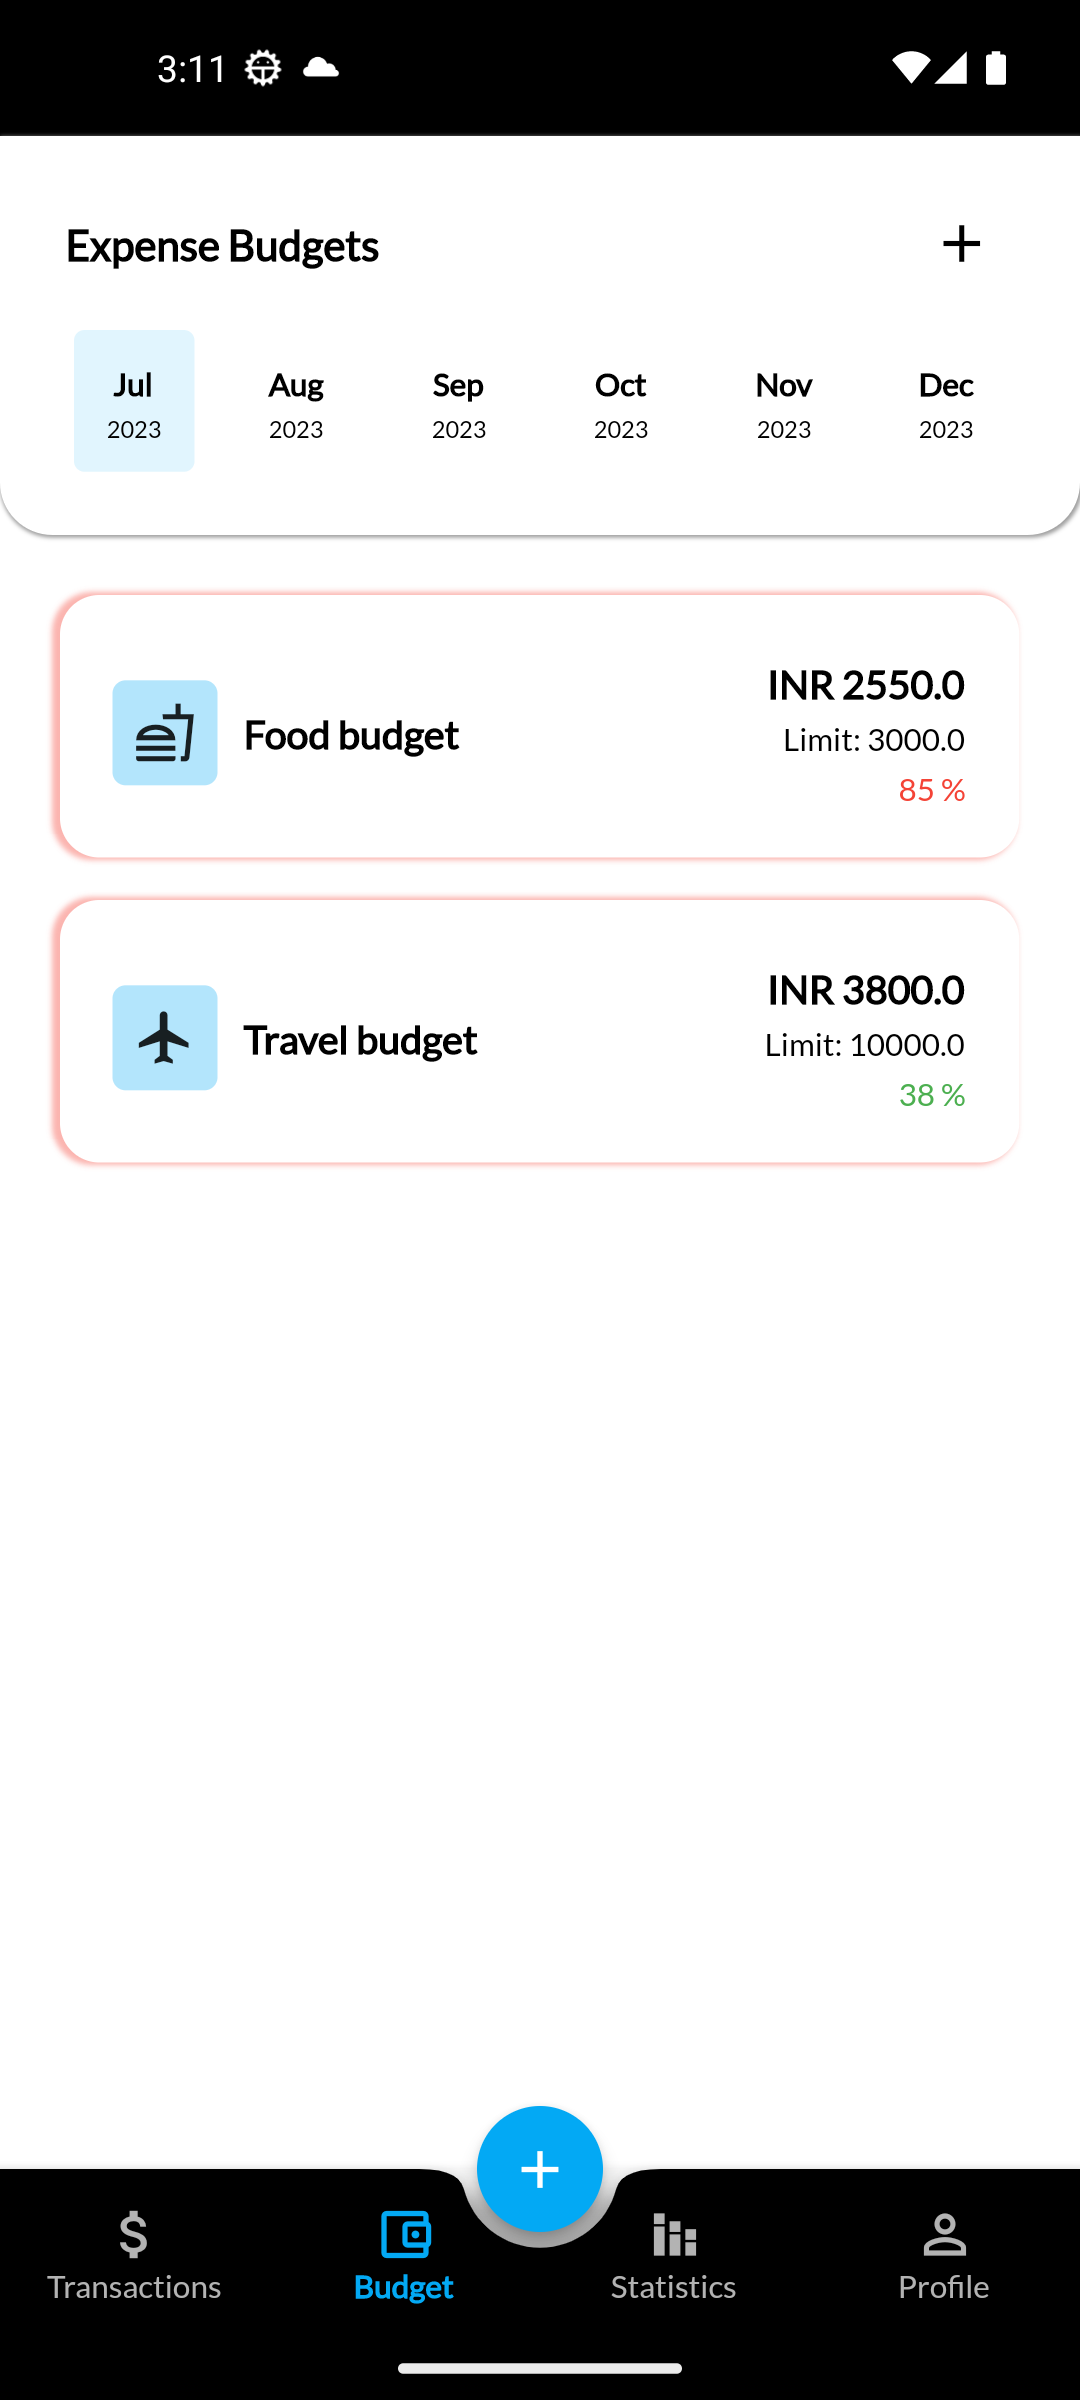 3:11
Expense Budgets
Jul Aug Sep Oct Nov Dec
2023 2023 2023 2023 2023 2023
INR 2550.0
Food budget
Limit: 3000.0
85 %
INR 3800.0
Travel budget
Limit: 10000.0
38 %
Transactions Budget Statistics Profile